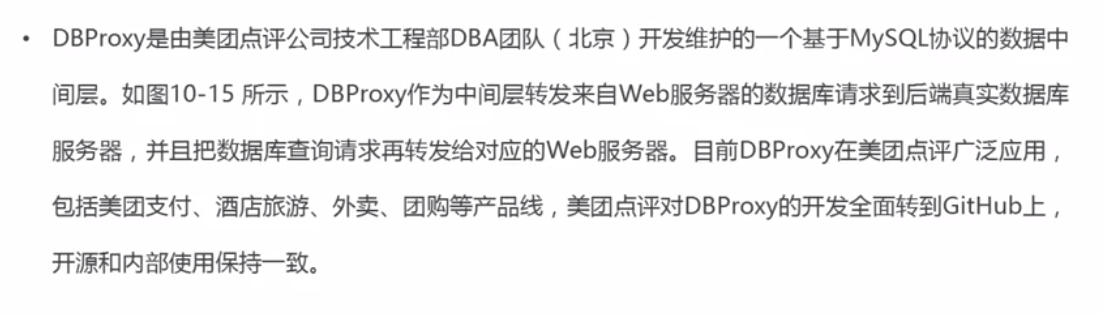 • DBProxy是由美团点评公司技术工程部DBA团队（北京）开发维护的一个基于MySQL协议的数据中
间层。如图10-15 所示，DBProxy作为中间层转发来自Web服务器的数据库请求到后端真实数据库
服务器，并且把数据库查询请求再转发给对应的Web服务器。目前DBProxy在美团点评广泛应用，
包括美团支付、酒店旅游、外卖、团购等产品线，美团点评对DBProxy的开发全面转到GitHub上，
开源和内部使用保持一致。